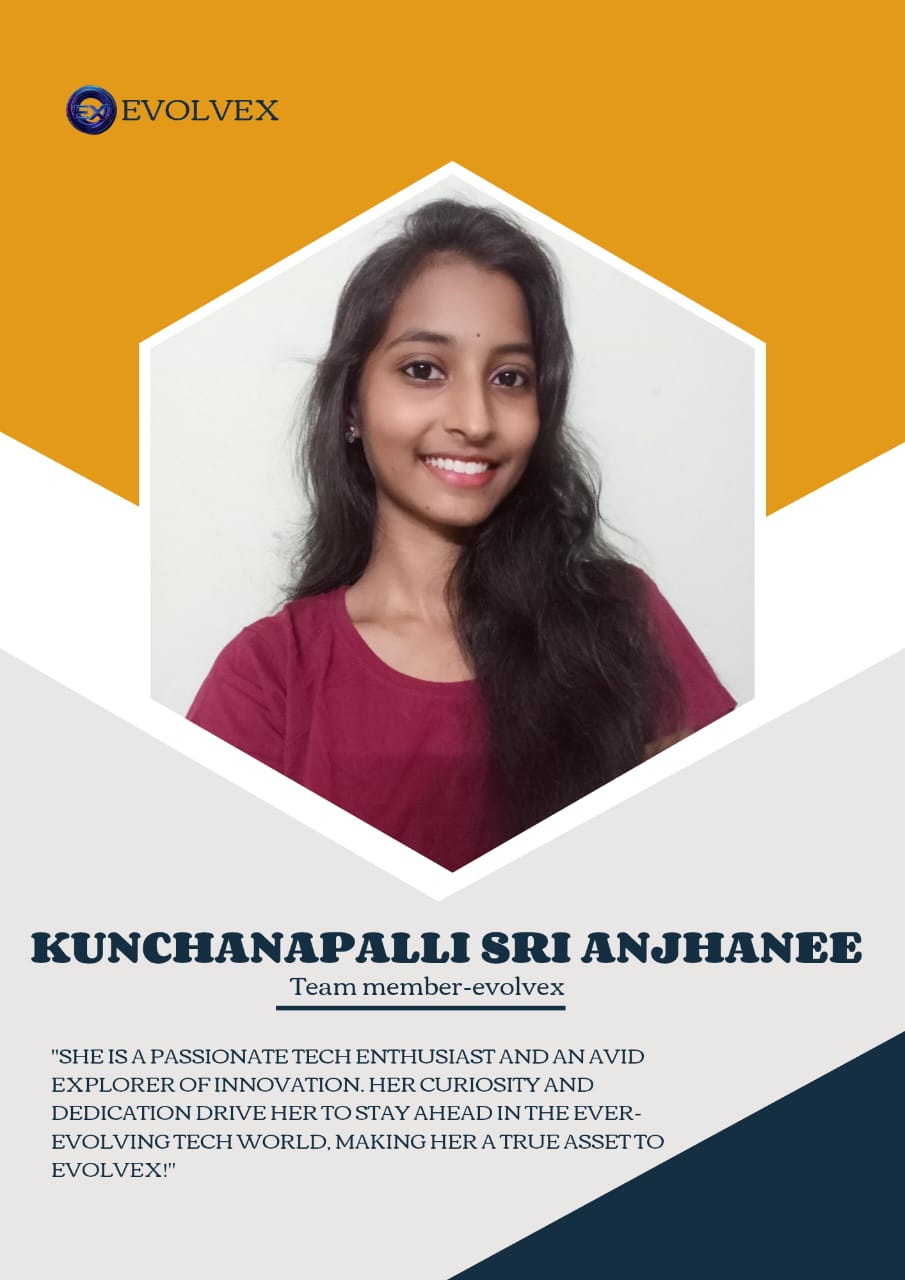 EX EVOLVEX
KUNCHANAPALLI SRI ANJHANEE
Team member-evolvex
"SHE IS A PASSIONATE TECH ENTHUSIAST AND AN AVID
EXPLORER OF INNOVATION. HER CURIOSITY AND
DEDICATION DRIVE HER TO STAY AHEAD IN THE EVER-
EVOLVING TECH WORLD, MAKING HER A TRUE ASSET TO
EVOLVEX!"